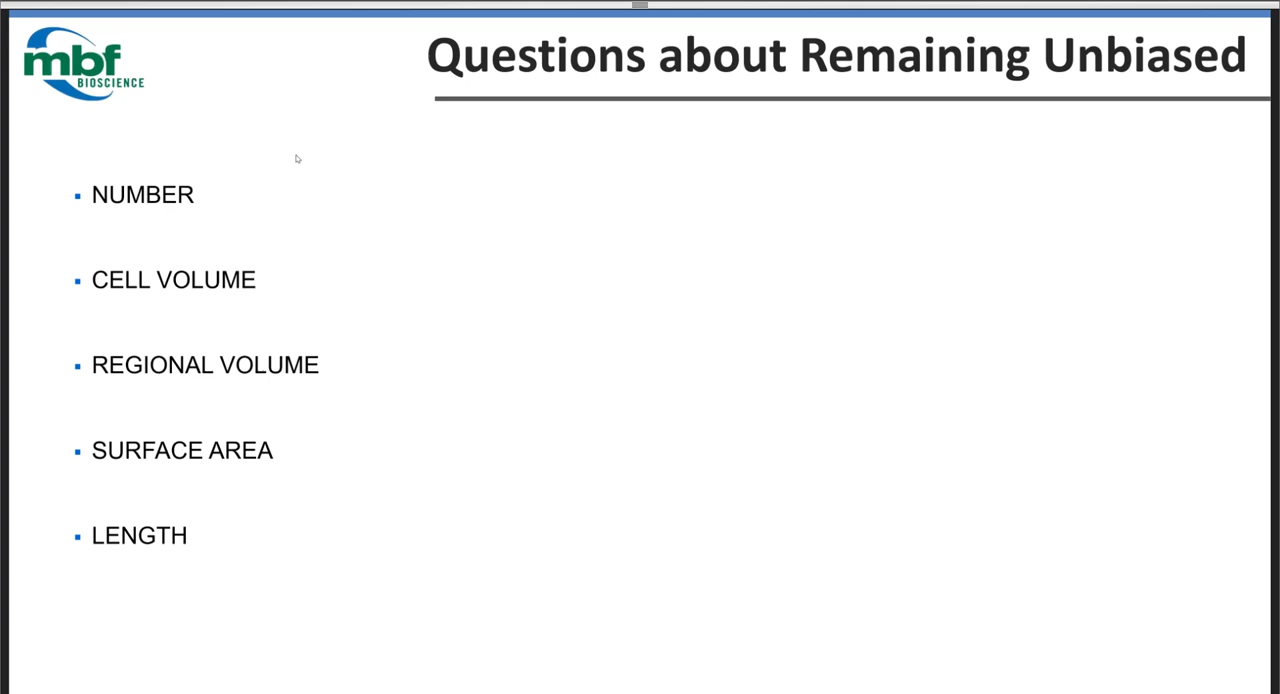 mbf
BIOSCIENCE
Questions about Remaining Unbiased
NUMBER
CELL VOLUME
REGIONAL VOLUME
SURFACE AREA
LENGTH